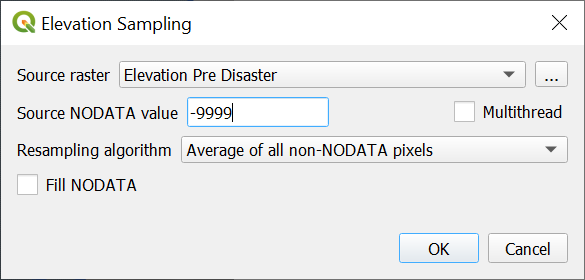 Elevation Sampling
Source raster Elevation Pre Disaster ...
Source NODATA value -9999 Multithread
Resampling algorithm Average of all non-NODATA pixels
Fill NODATA
OK Cancel